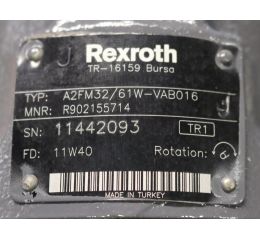 Rexroth
TR-16159 Bursa
TYP: A2FM32/61W-VAB016
MNR: R902155714
SN: 11442093 TR1
FD: 11W40 Rotation:
MADE IN TURKEY